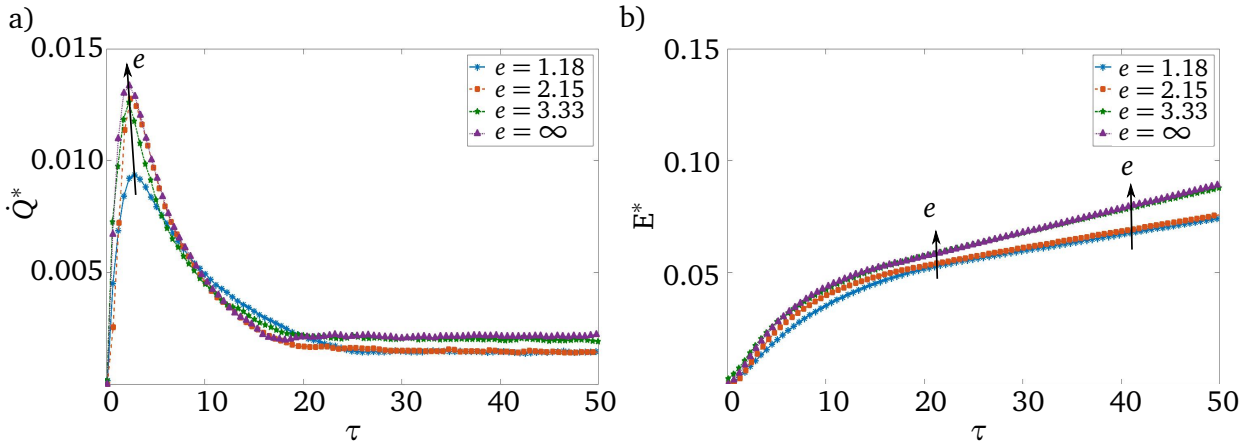 a)
0.015
0.010
0.005
Q̇*
0
10
20
30
40
50
τ
e
e = 1.18
e = 2.15
e = 3.33
e = ∞
b)
0.15
0.10
0.05
E*
0
10
20
30
40
50
τ
e
e
e = 1.18
e = 2.15
e = 3.33
e = ∞